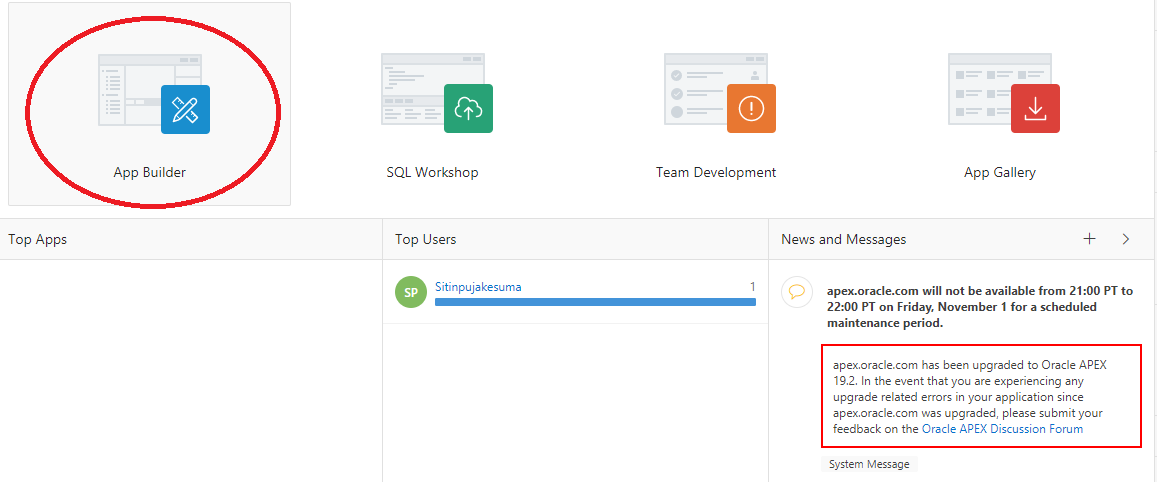 App Builder
SQL Workshop
Team Development
App Gallery
Top Apps
Top Users
News and Messages
SP
Sitinpujakesuma
1
apex.oracle.com will not be available from 21:00 PT to
22:00 PT on Friday, November 1 for a scheduled
maintenance period.
apex.oracle.com has been upgraded to Oracle APEX
19.2. In the event that you are experiencing any
upgrade related errors in your application since
apex.oracle.com was upgraded, please submit your
feedback on the Oracle APEX Discussion Forum
System Message